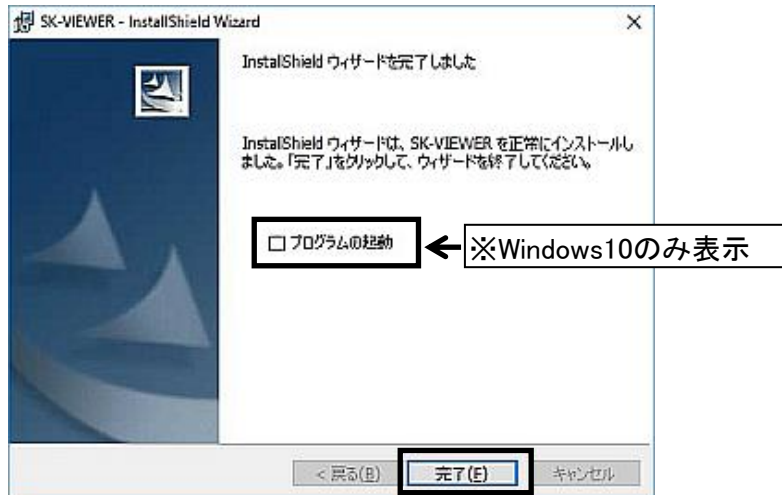 SK-VIEWER - InstallShield Wizard
InstallShield ウィザードを完了しました
InstallShield ウィザードは、SK-VIEWER を正常にインストールし
ました。「完了」をクリックして、ウィザードを終了してください。
プログラムの起動
※Windows10のみ表示
< 戻る(B) 完了(F) キャンセル